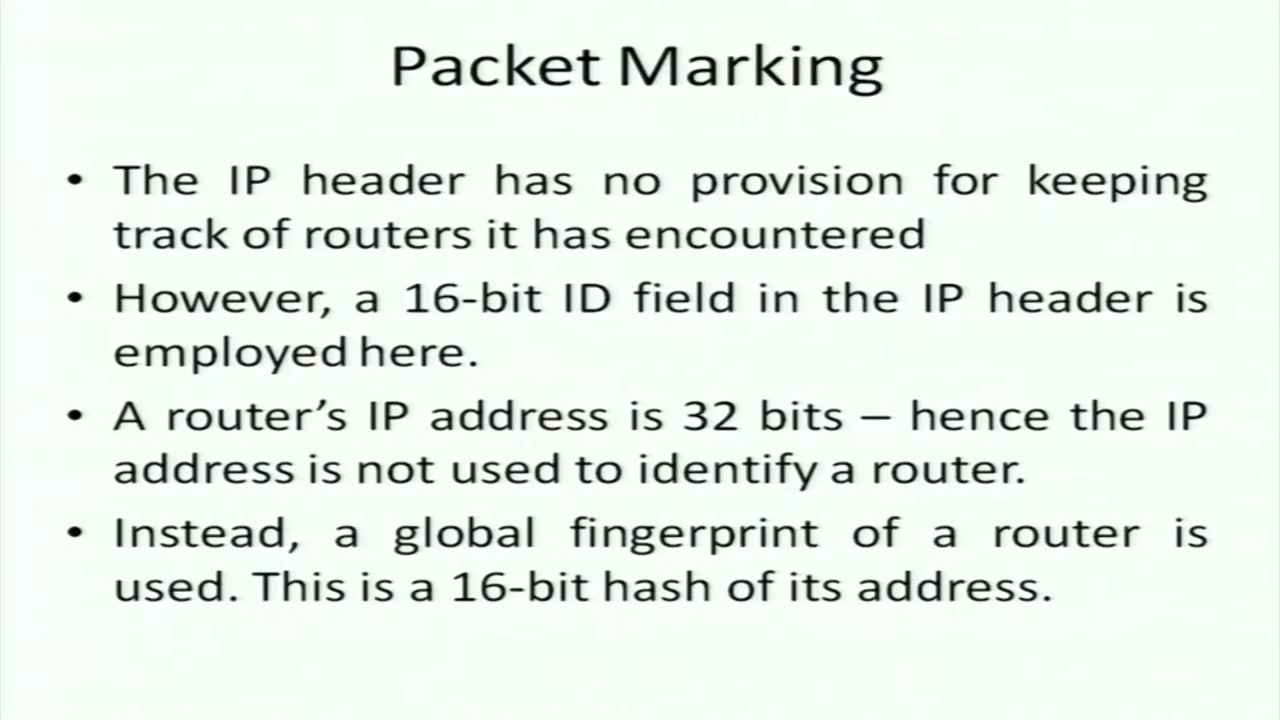 Packet Marking
• The IP header has no provision for keeping
track of routers it has encountered
• However, a 16-bit ID field in the IP header is
employed here.
• A router’s IP address is 32 bits – hence the IP
address is not used to identify a router.
• Instead, a global fingerprint of a router is
used. This is a 16-bit hash of its address.